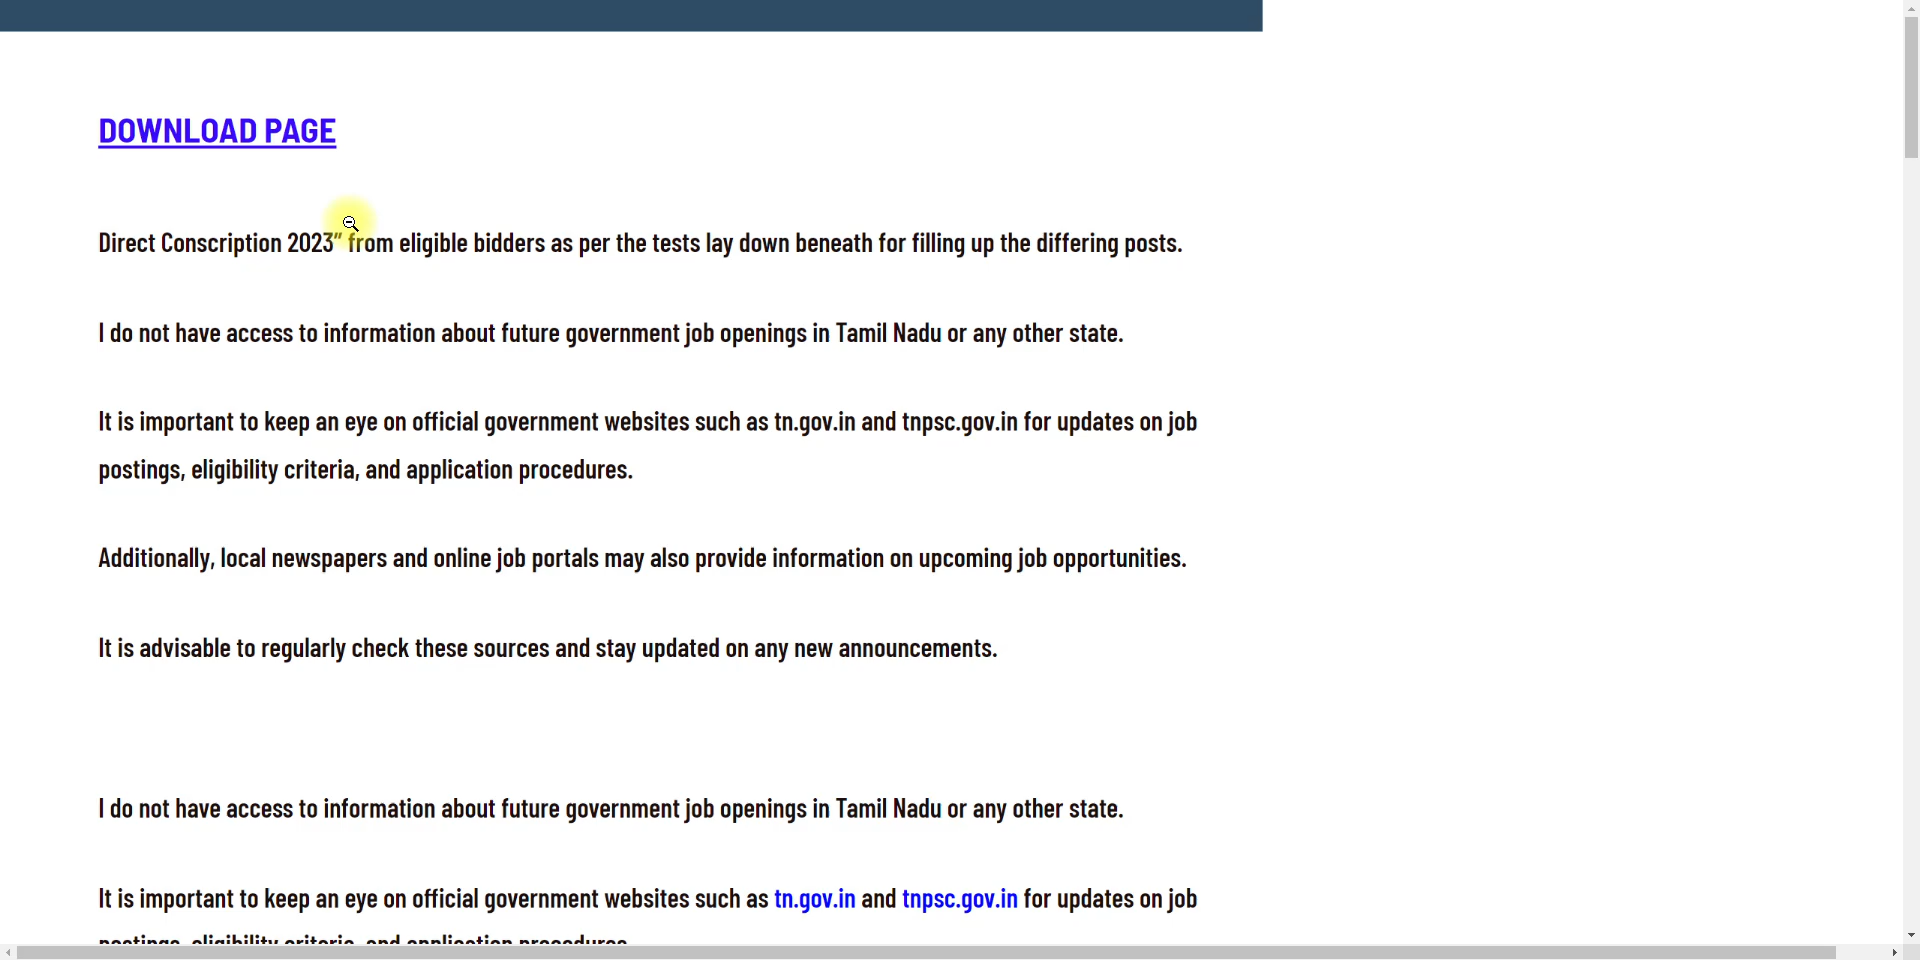 DOWNLOAD PAGE
Direct Conscription 2023” from eligible bidders as per the tests lay down beneath for filling up the differing posts.
I do not have access to information about future government job openings in Tamil Nadu or any other state.
It is important to keep an eye on official government websites such as tn.gov.in and tnpsc.gov.in for updates on job
postings, eligibility criteria, and application procedures.
Additionally, local newspapers and online job portals may also provide information on upcoming job opportunities.
It is advisable to regularly check these sources and stay updated on any new announcements.
I do not have access to information about future government job openings in Tamil Nadu or any other state.
It is important to keep an eye on official government websites such as tn.gov.in and tnpsc.gov.in for updates on job
postings, eligibility criteria, and application procedures.